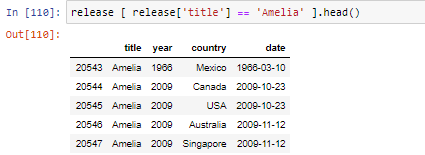 In [110]: release [ release['title'] == 'Amelia' ].head()
Out[110]:
title year country date
20543 Amelia 1966 Mexico 1966-03-10
20544 Amelia 2009 Canada 2009-10-23
20545 Amelia 2009 USA 2009-10-23
20546 Amelia 2009 Australia 2009-11-12
20547 Amelia 2009 Singapore 2009-11-12